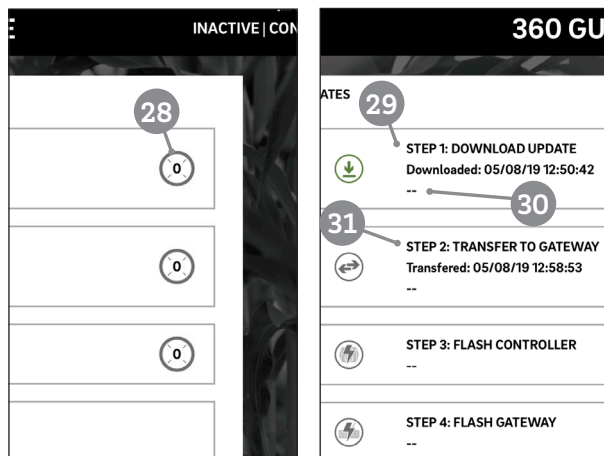 INACTIVE | CON
28
0
0
0
360 GU
ATES
29
STEP 1: DOWNLOAD UPDATE
Downloaded: 05/08/19 12:50:42
--
30
31
STEP 2: TRANSFER TO GATEWAY
Transfered: 05/08/19 12:58:53
--
STEP 3: FLASH CONTROLLER
--
STEP 4: FLASH GATEWAY
--